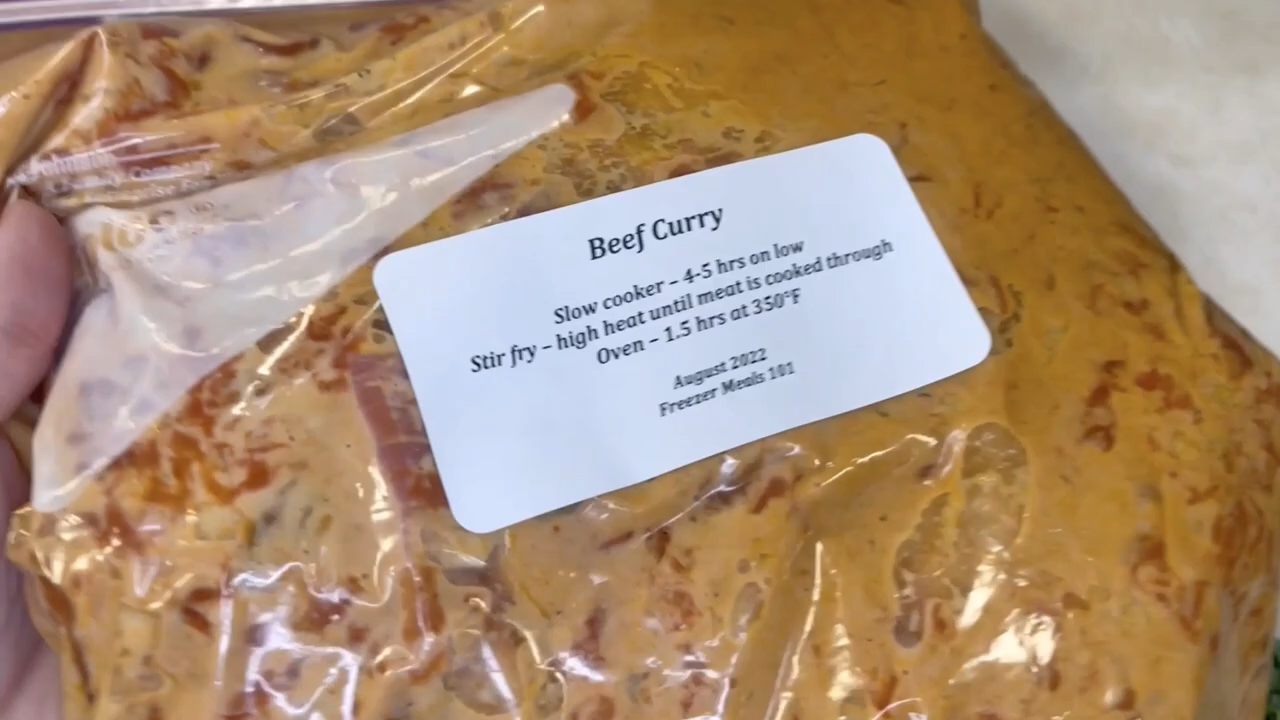 Beef Curry
Slow cooker – 4-5 hrs on low
Stir fry – high heat until meat is cooked through
Oven – 1.5 hrs at 350°F
August 2022
Freezer Meals 101